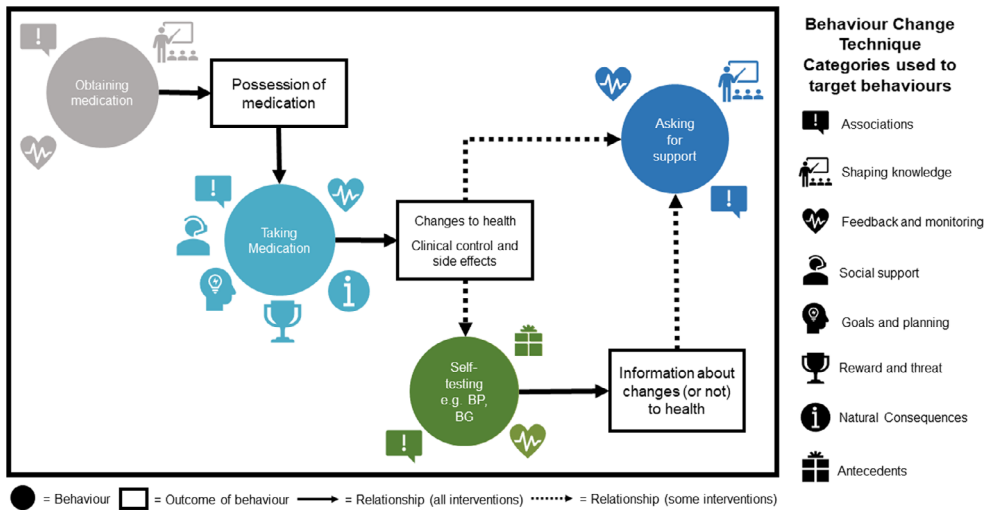 Obtaining
medication
Possession of
medication
Asking
for
support
Taking
Medication
Changes to health
Clinical control and
side effects
Self-
testing
e.g. BP,
BG
Information about
changes (or not)
to health
Behaviour Change
Technique
Categories used to
target behaviours
Associations
Shaping knowledge
Feedback and monitoring
Social support
Goals and planning
Reward and threat
Natural Consequences
Antecedents
= Behaviour = Outcome of behaviour = Relationship (all interventions) = Relationship (some interventions)